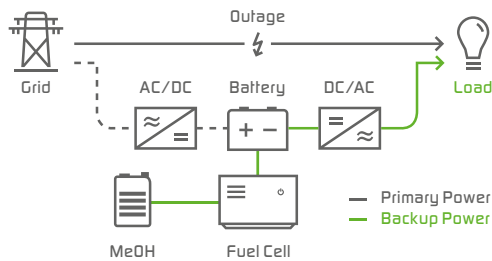 Outage
Grid
AC/DC
Battery
DC/AC
Load
Primary Power
Backup Power
MeOH
Fuel Cell